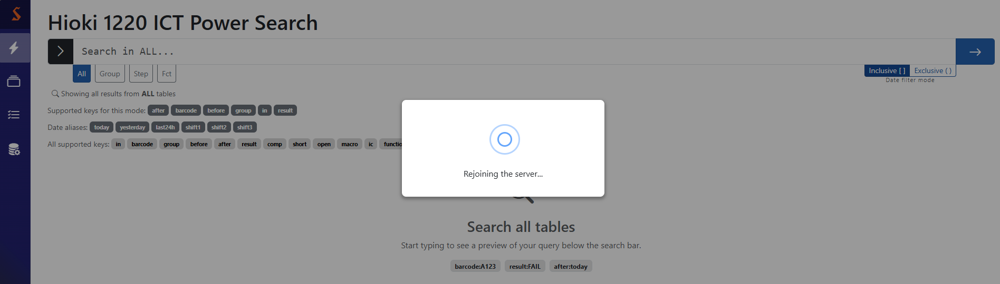 Hioki 1220 ICT Power Search
Search in ALL...
All Group Step Fct
Inclusive [ ] Exclusive ( )
Date filter mode
Showing all results from ALL tables
Supported keys for this mode: after barcode before group in result
Date aliases: today yesterday last24h shift1 shift2 shift3
All supported keys: in barcode group before after result comp short open macro ic functio
Rejoining the server...
Search all tables
Start typing to see a preview of your query below the search bar.
barcode:A123 result:FAIL after:today